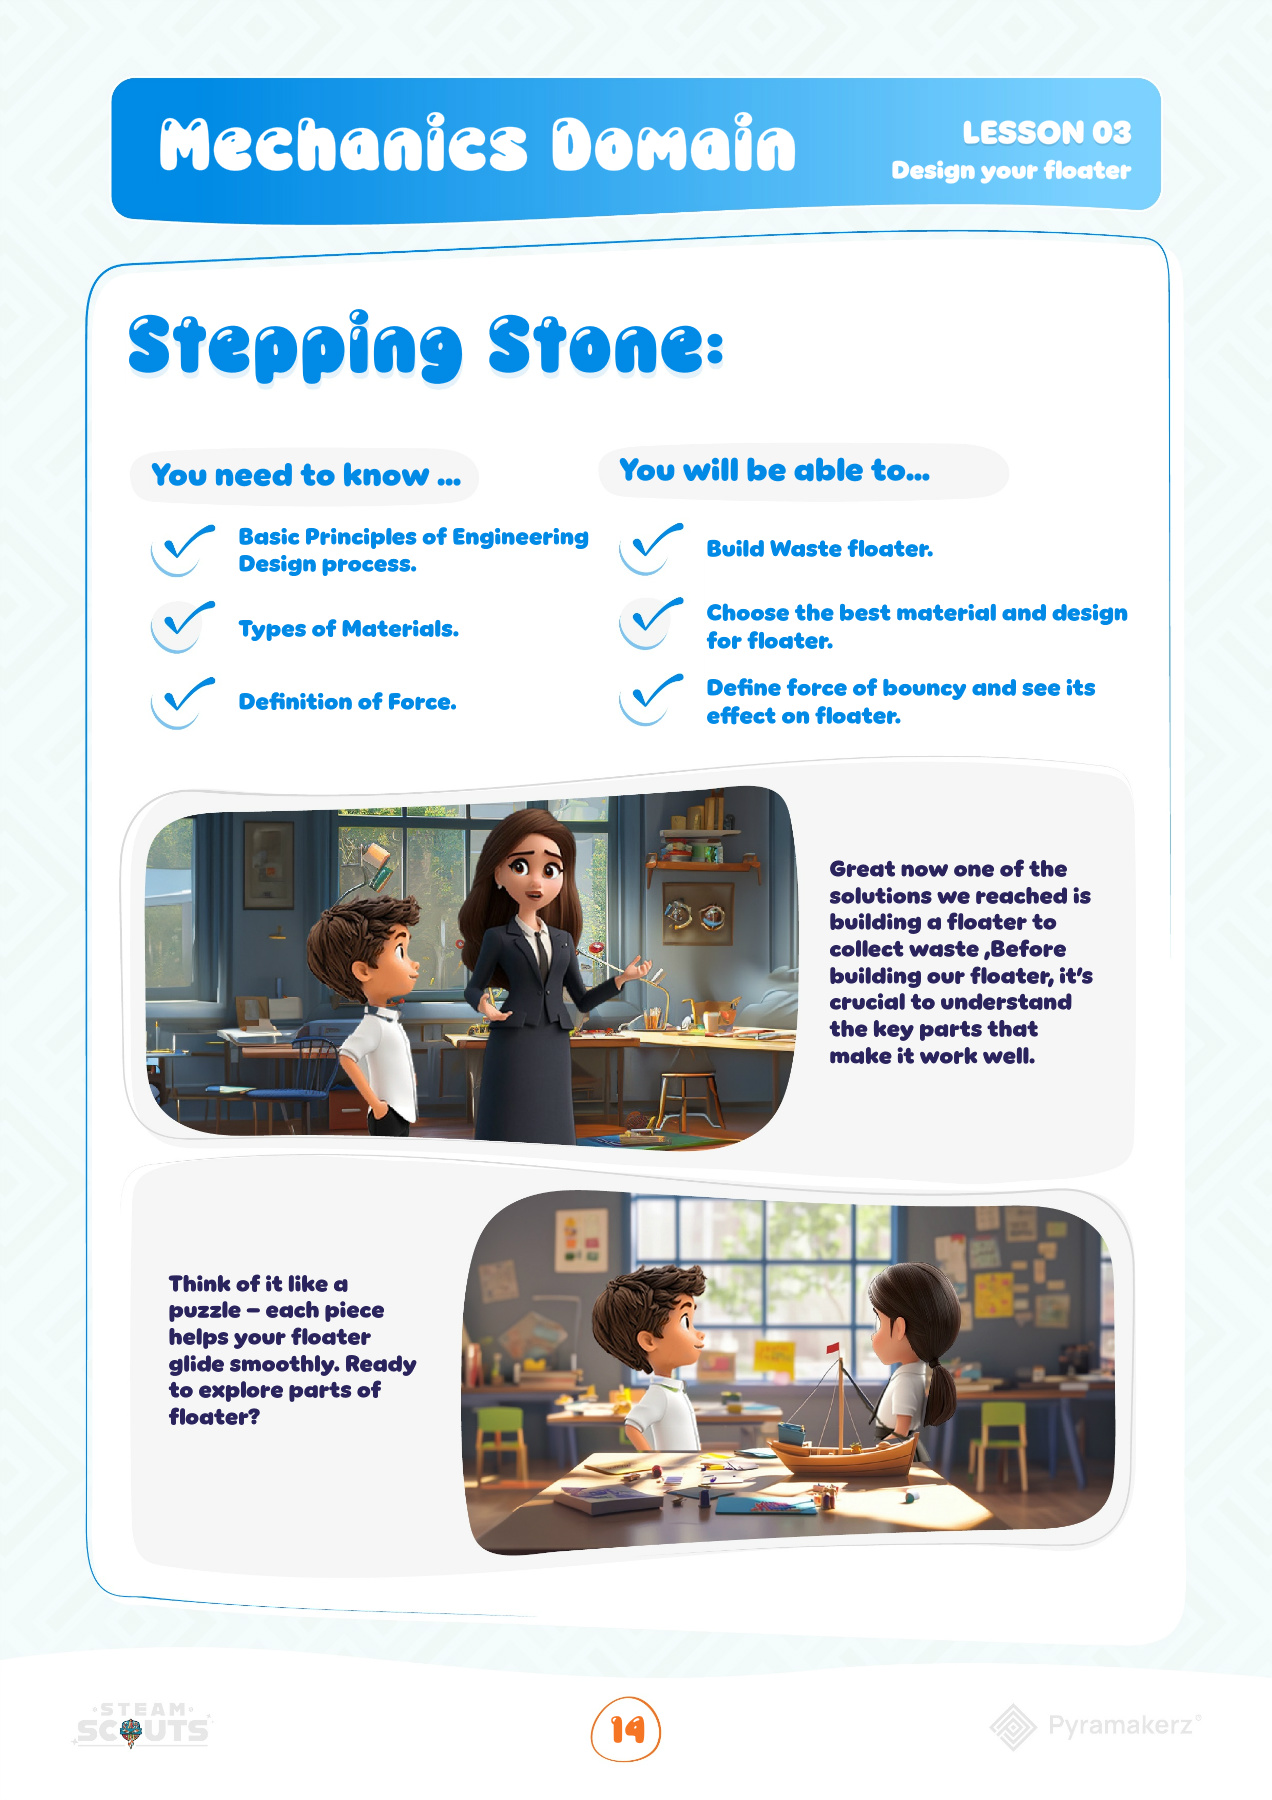 Mechanics Domain
LESSON 03
Design your floater
Stepping Stone:
You need to know ...
Basic Principles of Engineering
Design process.
Types of Materials.
Definition of Force.
You will be able to...
Build Waste floater.
Choose the best material and design
for floater.
Define force of bouncy and see its
effect on floater.
Great now one of the
solutions we reached is
building a floater to
collect waste ,Before
building our floater, it's
crucial to understand
the key parts that
make it work well.
Think of it like a
puzzle – each piece
helps your floater
glide smoothly. Ready
to explore parts of
floater?
STEAM
SCOUTS
14
Pyramakerz